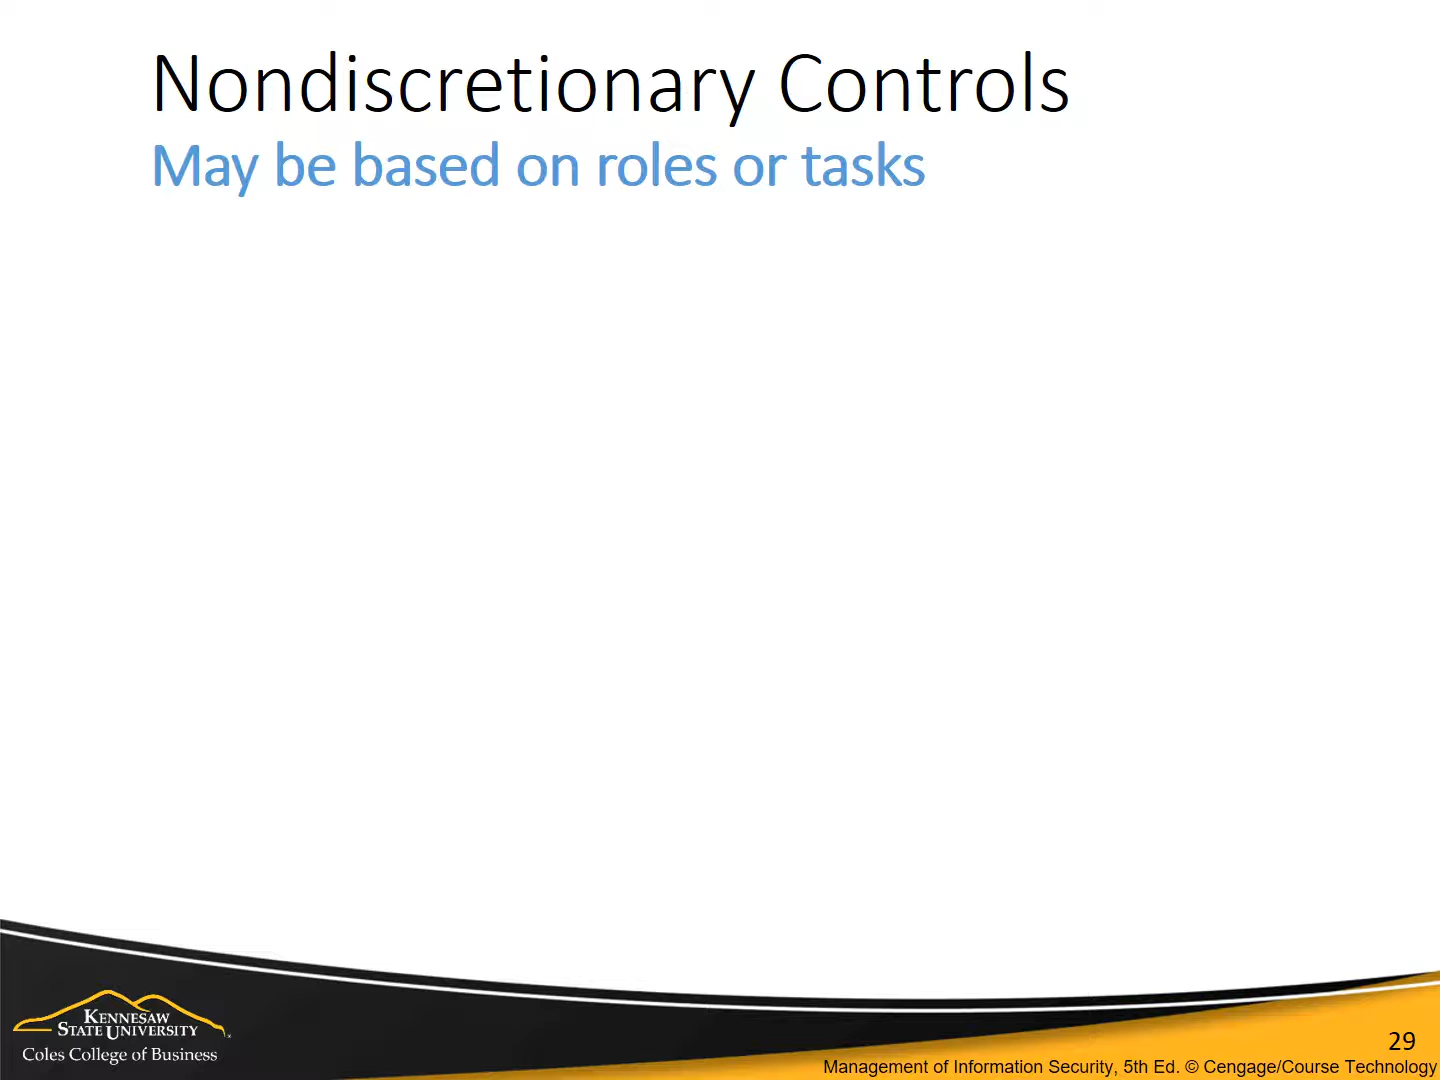 Nondiscretionary Controls
May be based on roles or tasks
KENNESAW
STATE UNIVERSITY
Coles College of Business
29
Management of Information Security, 5th Ed. © Cengage/Course Technology